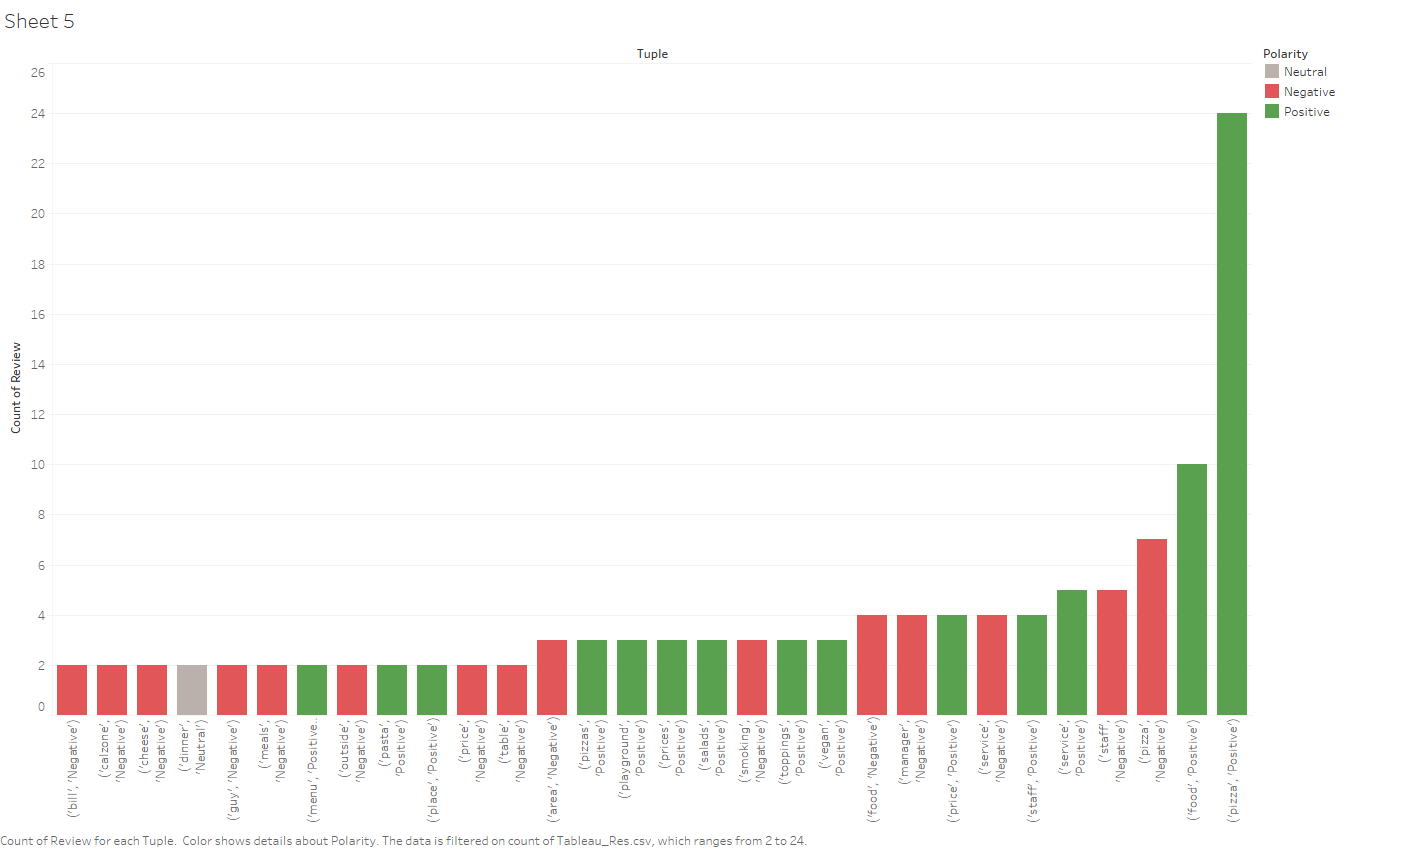 Sheet 5
Tuple
Polarity
Neutral
Negative
Positive
Count of Review
26
24
22
20
18
16
14
12
10
8
6
4
2
0
('bill', 'Negative')
('calzone',
'Negative')
('cheese',
'Negative')
('dinner',
'Neutral')
('guy', 'Negative')
('meals',
'Negative')
('menu', 'Positive..
('outside',
'Negative')
('pasta',
'Positive')
('place', 'Positive')
('price',
'Negative')
('table',
'Negative')
('area', 'Negative')
('pizzas',
'Positive')
('playground',
'Positive')
('prices',
'Positive')
('salads',
'Positive')
('smoking',
'Negative')
('toppings',
'Positive')
('vegan',
'Positive')
('food', 'Negative')
('manager',
'Negative')
('price', 'Positive')
('service',
'Negative')
('staff', 'Positive')
('service',
'Positive')
('staff',
'Negative')
('pizza',
'Negative')
('food', 'Positive')
('pizza', 'Positive')
Count of Review for each Tuple.  Color shows details about Polarity. The data is filtered on count of Tableau_Res.csv, which ranges from 2 to 24.